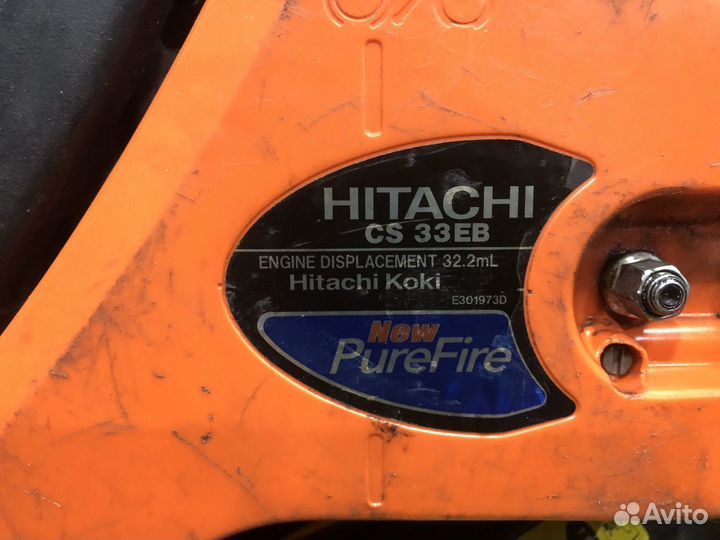 HITACHI
CS 33EB
ENGINE DISPLACEMENT 32.2mL
Hitachi Koki
E301973D
New
PureFire
Avito